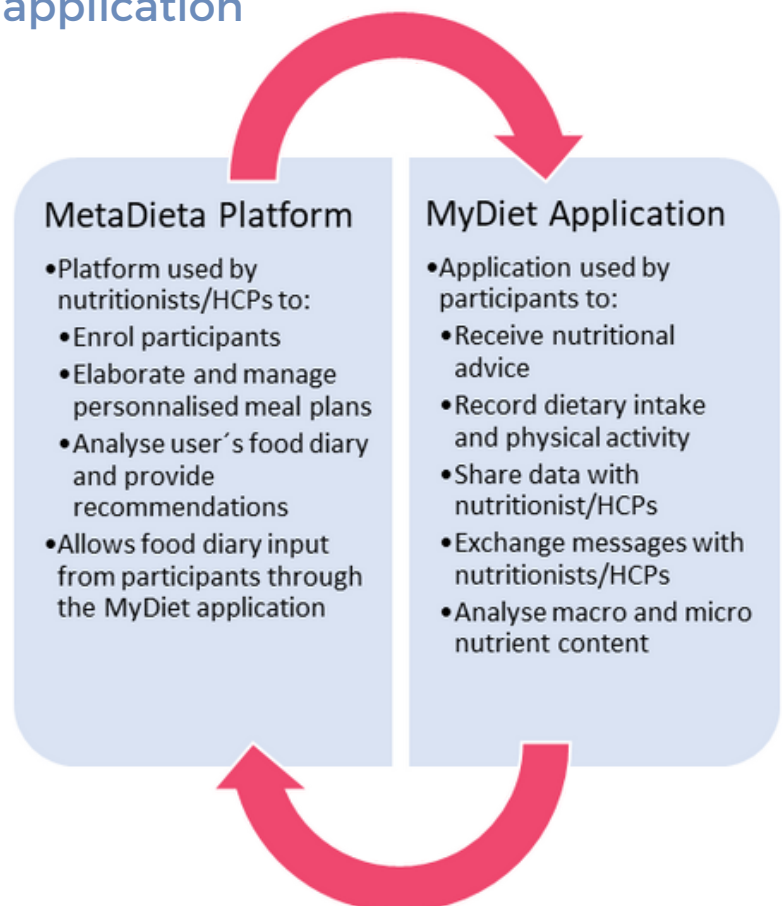 application
MetaDieta Platform
•Platform used by
nutritionists/HCPs to:
•Enrol participants
•Elaborate and manage
personnalised meal plans
•Analyse user´s food diary
and provide
recommendations
•Allows food diary input
from participants through
the MyDiet application
MyDiet Application
•Application used by
participants to:
•Receive nutritional
advice
•Record dietary intake
and physical activity
•Share data with
nutritionist/HCPs
•Exchange messages with
nutritionists/HCPs
•Analyse macro and micro
nutrient content